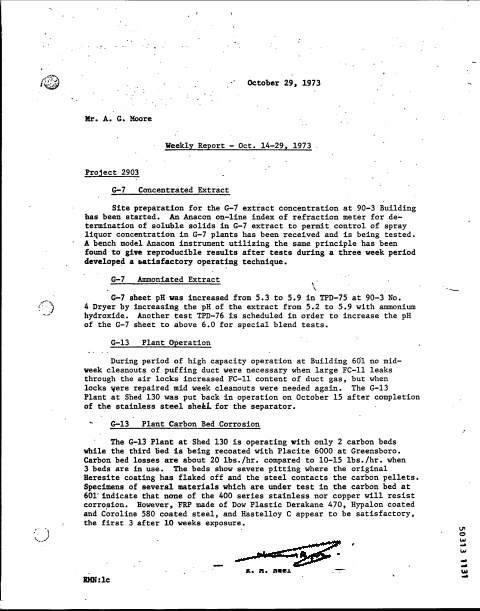 October 29, 1973
Mr. A. G. Moore
Weekly Report - Oct. 14-29, 1973
Project 2903
G-7 Concentrated Extract
Site preparation for the G-7 extract concentration at 90-3 Building
has been started. An Anacon on-line index of refraction meter for de-
termination of soluble solids in G-7 extract to permit control of spray
liquor concentration in G-7 plants has been received and is being tested.
A bench model Anacon instrument utilizing the same principle has been
found to give reproducible results after tests during a three week period
developed a satisfactory operating technique.
G-7 Ammoniated Extract
G-7 sheet pH was increased from 5.3 to 5.9 in TPD-75 at 90-3 No.
4 Dryer by increasing the pH of the extract from 5.2 to 5.9 with ammonium
hydroxide. Another test TPD-76 is scheduled in order to increase the pH
of the G-7 sheet to above 6.0 for special blend tests.
G-13 Plant Operation
During period of high capacity operation at Building 601 no mid-
week cleanouts of puffing duct were necessary when large FC-11 leaks
through the air locks increased FC-11 content of duct gas, but when
locks were repaired mid week cleanouts were needed again. The G-13
Plant at Shed 130 was put back in operation on October 15 after completion
of the stainless steel shell for the separator.
G-13 Plant Carbon Bed Corrosion
The G-13 Plant at Shed 130 is operating with only 2 carbon beds
while the third bed is being recoated with Placite 6000 at Greensboro.
Carbon bed losses are about 20 lbs./hr. compared to 10-15 lbs./hr. when
3 beds are in use. The beds show severe pitting where the original
Heresite coating has flaked off and the steel contacts the carbon pellets.
Specimens of several materials which are under test in the carbon bed at
601 indicate that none of the 400 series stainless nor copper will resist
corrosion. However, FRP made of Dow Plastic Derakane 470, Hypalon coated
and Coroline 580 coated steel, and Hastelloy C appear to be satisfactory,
the first 3 after 10 weeks exposure.
RMN:lc
50313 1131